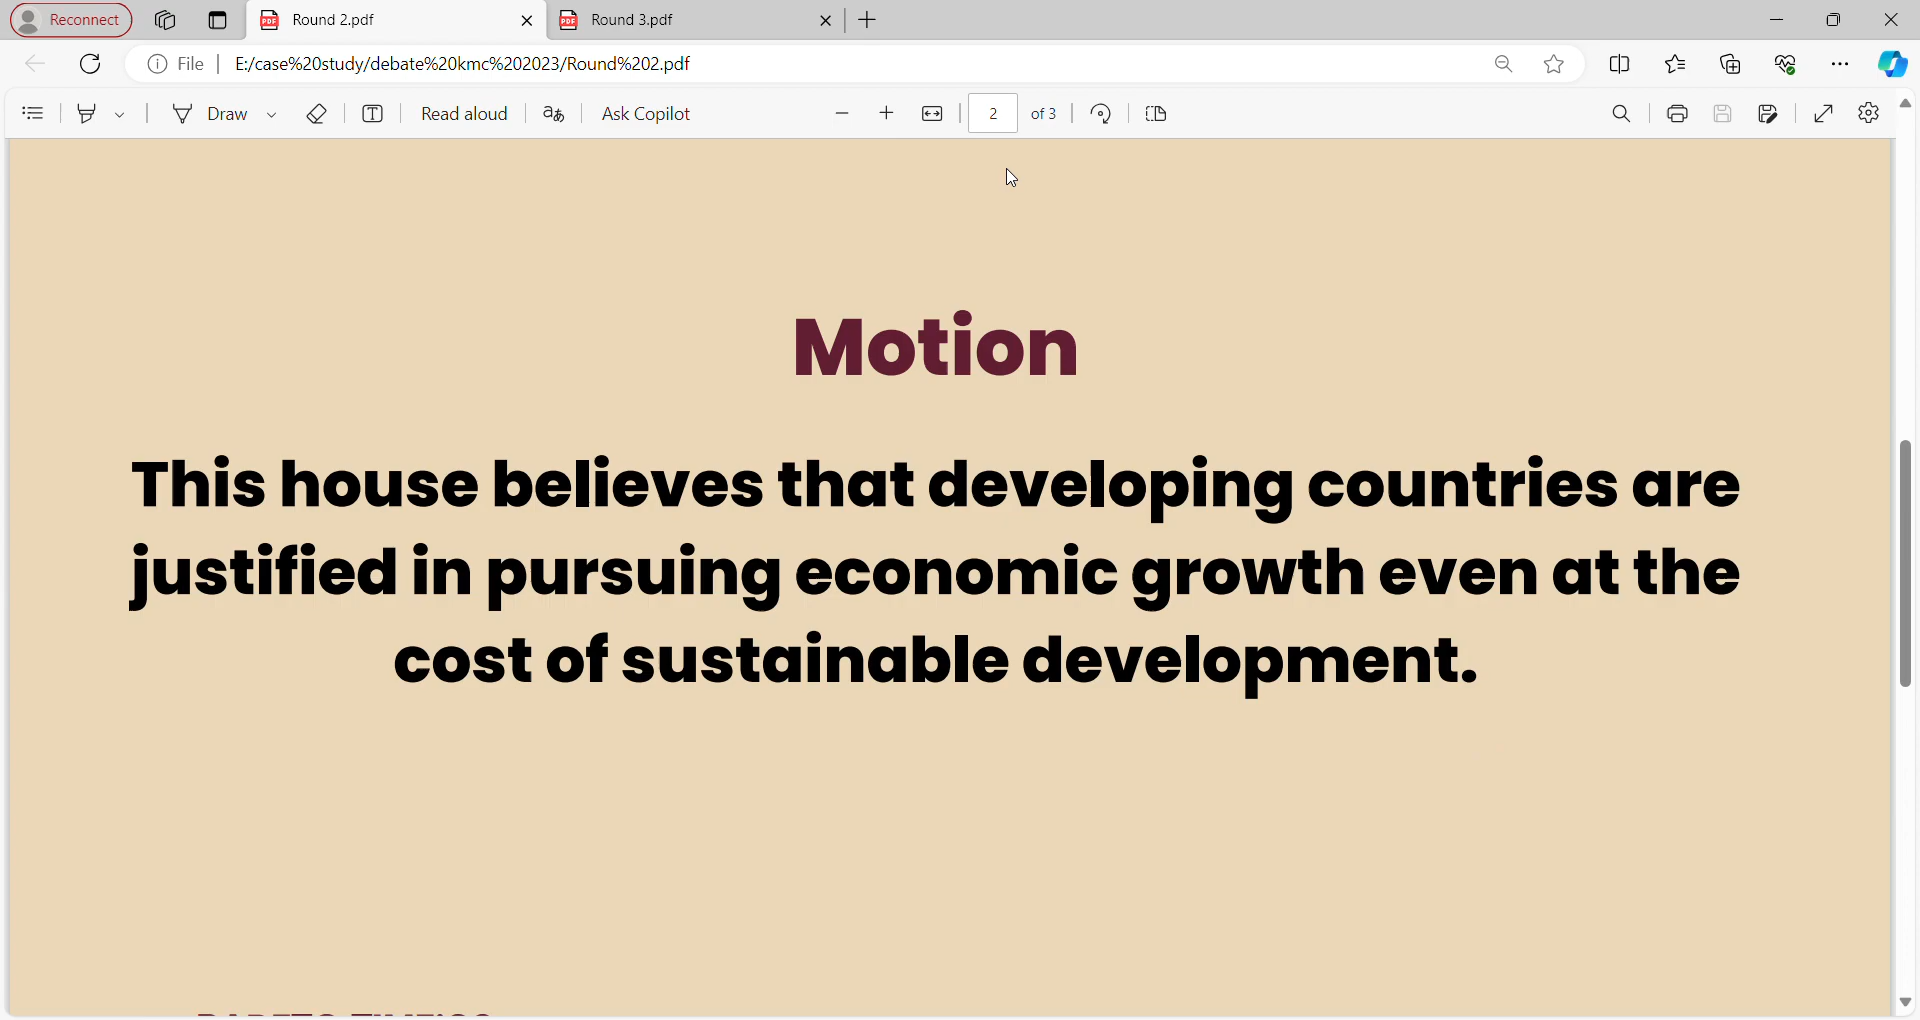 Reconnect
Round 2.pdf
Round 3.pdf
File
E:/case%20study/debate%20kmc%202023/Round%202.pdf
Draw
Read aloud
aあ
Ask Copilot
2
of 3
Motion
This house believes that developing countries are
justified in pursuing economic growth even at the
cost of sustainable development.